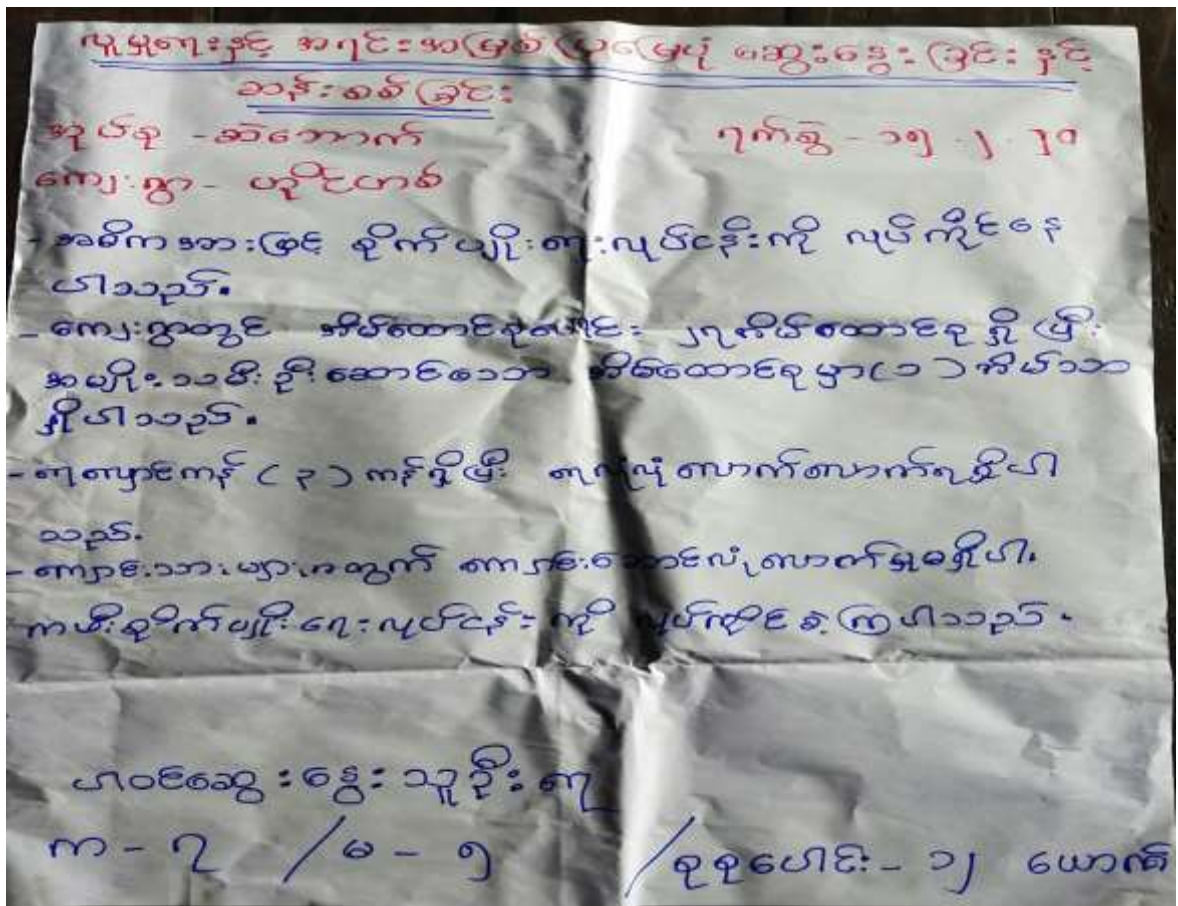 လူမှုရေးနှင့် အရင်းအမြစ်ပြမြေပုံ ဆွေးနွေးခြင်း နှင့်
ဆန်းစစ်ခြင်း
အုပ်စု - ဆဲဘောက် ရက်စွဲ - ၁၅.၂.၂၀
ကျေးရွာ - ဟုိင်ဟစ်
- အဓိကအားဖြင့် စိုက်ပျိုးရေးလုပ်ငန်းကို လုပ်ကိုင်နေ
ပါသည်။
- ကျေးရွာတွင် အိမ်ထောင်စုပေါင်း ၂၇အိမ်ထောင်စု ရှိပြီး
အမျိုးသမီးဦးဆောင်သော အိမ်ထောင်စုမှာ (၁) အိမ်သာ
ရှိပါသည်။
- ရေလှောင်ကန် (၃) ကန်ရှိပြီး ရေလုံလုံလောက်လောက်ရရှိပါ
သည်။
- ကျောင်းသားများအတွက် ကျောင်းဆောင်လုံလောက်မှုမရှိပါ။
ကဖီးစိုက်ပျိုးရေးလုပ်ငန်းကို လုပ်ကိုင်ခဲ့ကြပါသည်။
ပါဝင်ဆွေးနွေးသူဦးရေ
က - ၇ / မ - ၅ / စုစုပေါင်း - ၁၂ ယောက်